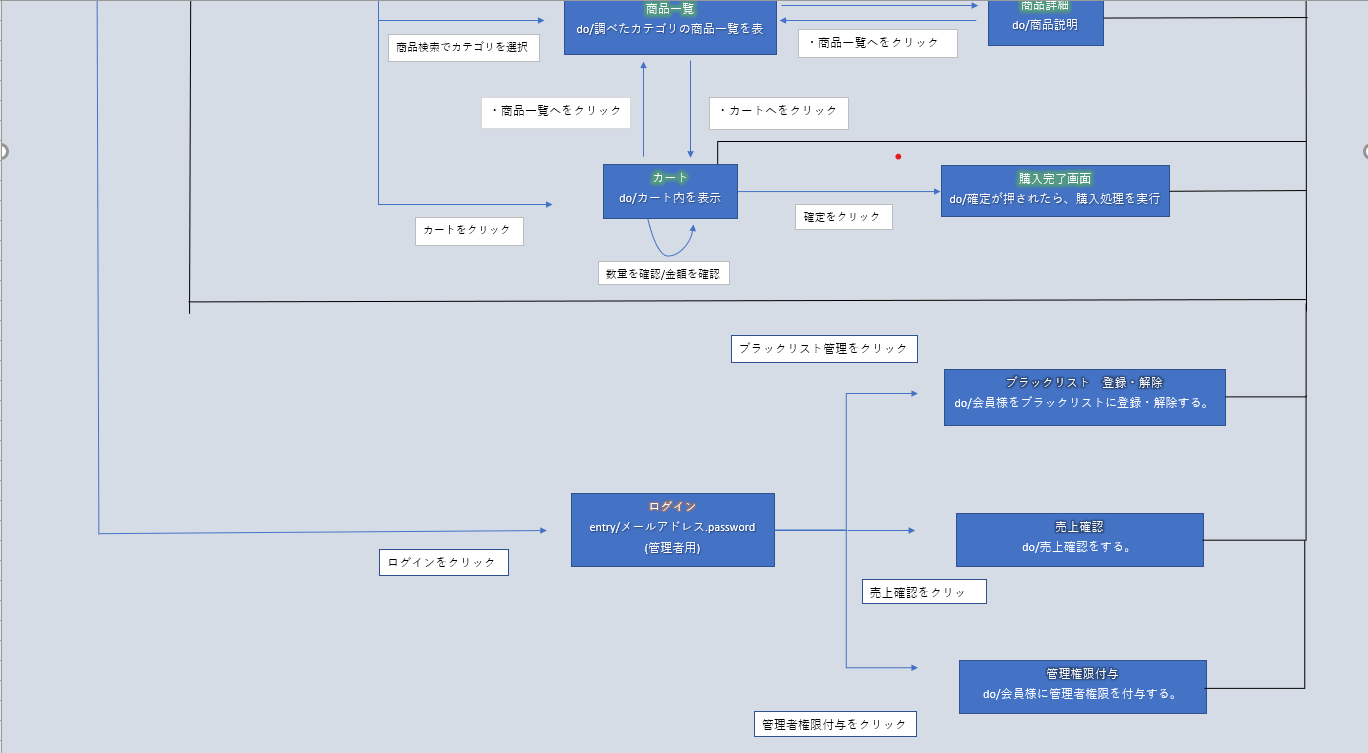 商品一覧
do/調べたカテゴリの商品一覧を表
商品詳細
do/商品説明
商品検索でカテゴリを選択
・商品一覧へをクリック
・商品一覧へをクリック
・カートへをクリック
カート
do/カート内を表示
購入完了画面
do/確定が押されたら、購入処理を実行
確定をクリック
カートをクリック
数量を確認/金額を確認
ブラックリスト管理をクリック
ブラックリスト　登録・解除
do/会員様をブラックリストに登録・解除する。
ログイン
entry/メールアドレス.password
(管理者用)
売上確認
do/売上確認をする。
ログインをクリック
売上確認をクリッ
管理権限付与
do/会員様に管理者権限を付与する。
管理者権限付与をクリック